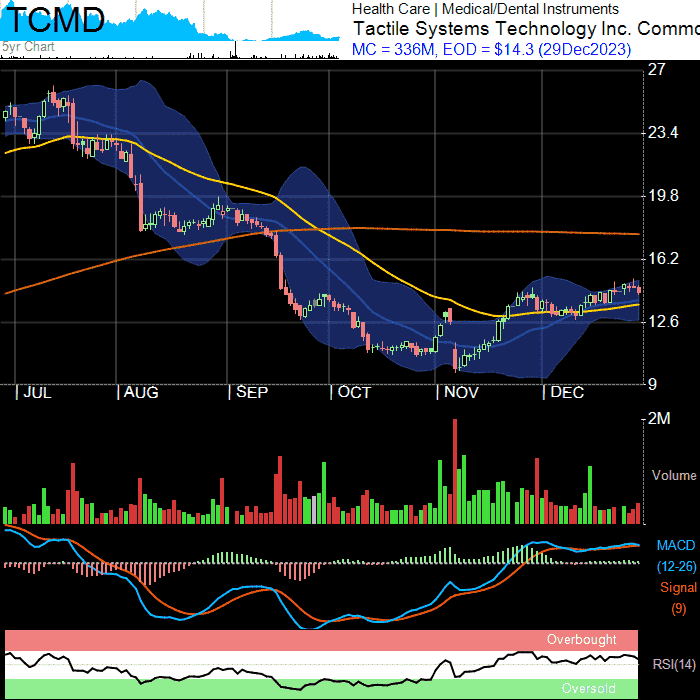 TCMD
Health Care | Medical/Dental Instruments
Tactile Systems Technology Inc. Commo
MC = 336M, EOD = $14.3 (29Dec2023)
5yr Chart
27
23.4
19.8
16.2
12.6
9
| JUL | AUG | SEP | OCT | NOV | DEC
2M
Volume
MACD
(12-26)
Signal
(9)
Overbought
RSI(14)
Oversold